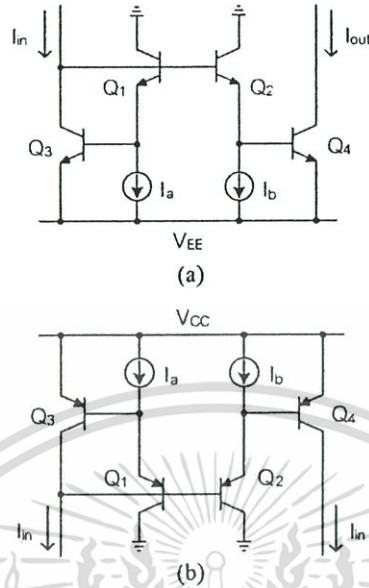 Iin Iout
Q1 Q2
Q3 Q4
Ia Ib
VEE
(a)
VCC
Ia Ib
Q3 Q4
Q1 Q2
Iin Iin
(b)